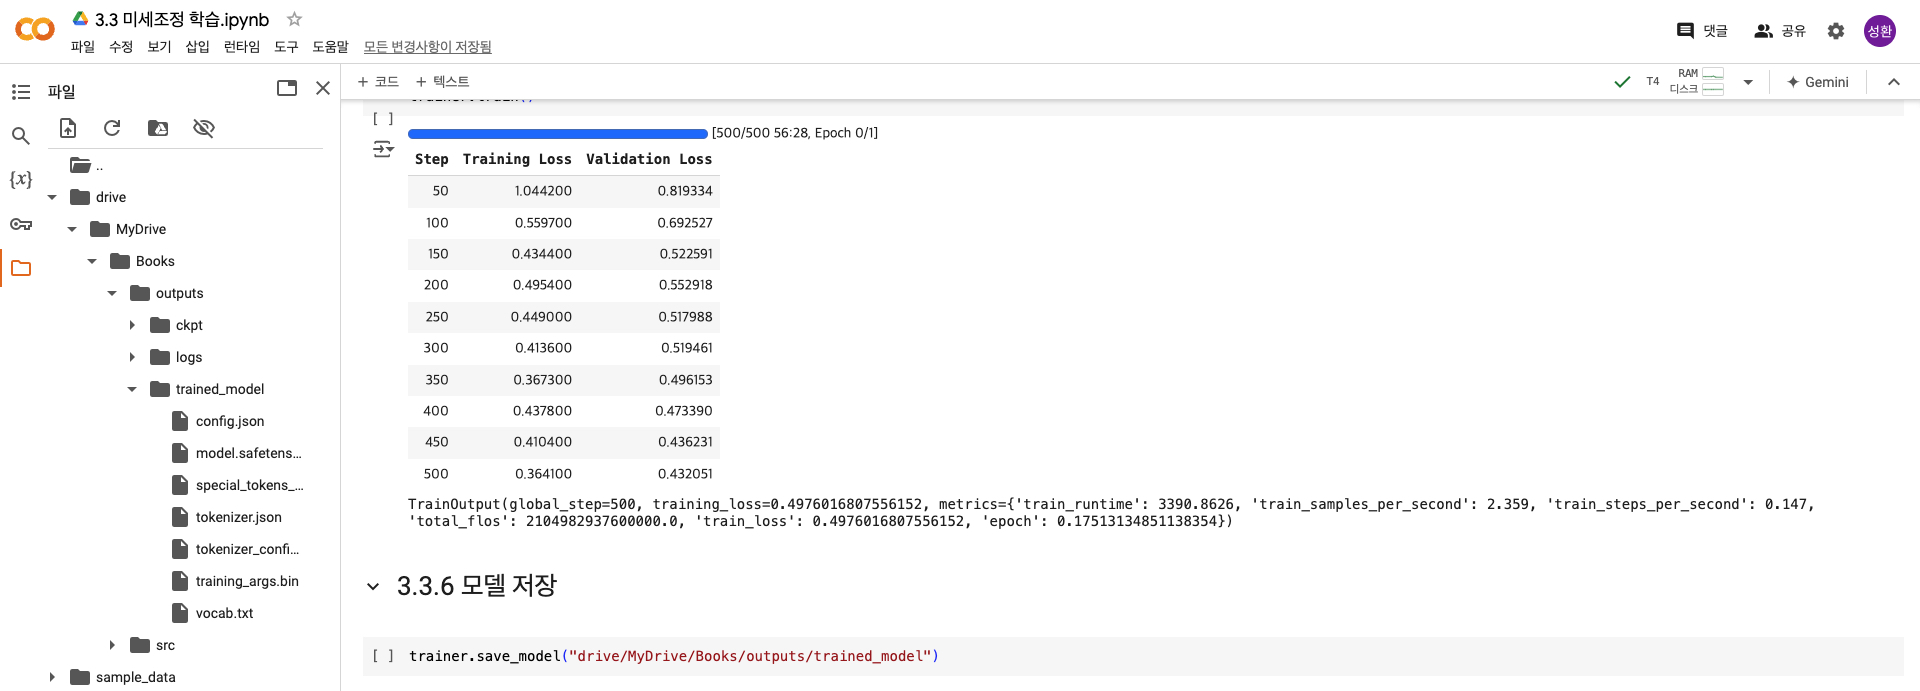 3.3 미세조정 학습.ipynb
파일 수정 보기 삽입 런타임 도구 도움말 모든 변경사항이 저장됨
댓글 공유 성환
파일
+ 코드 + 텍스트
T4 RAM
디스크
Gemini
..
drive
MyDrive
Books
outputs
ckpt
logs
trained_model
config.json
model.safetens...
special_tokens_...
tokenizer.json
tokenizer_confi...
training_args.bin
vocab.txt
src
sample_data
{x}
[ ]
[500/500 56:28, Epoch 0/1]
Step Training Loss Validation Loss
50 1.044200 0.819334
100 0.559700 0.692527
150 0.434400 0.522591
200 0.495400 0.552918
250 0.449000 0.517988
300 0.413600 0.519461
350 0.367300 0.496153
400 0.437800 0.473390
450 0.410400 0.436231
500 0.364100 0.432051
TrainOutput(global_step=500, training_loss=0.4976016807556152, metrics={'train_runtime': 3390.8626, 'train_samples_per_second': 2.359, 'train_steps_per_second': 0.147,
'total_flos': 2104982937600000.0, 'train_loss': 0.4976016807556152, 'epoch': 0.17513134851138354})
3.3.6 모델 저장
[ ] trainer.save_model("drive/MyDrive/Books/outputs/trained_model")